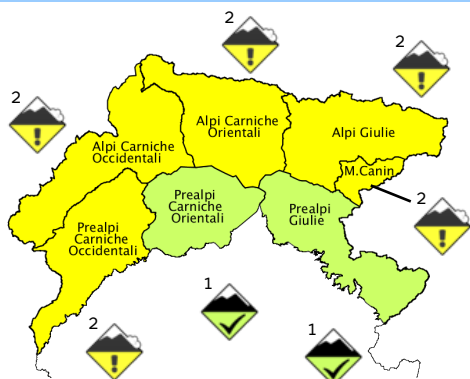 2
2
2
Alpi Carniche
Orientali
Alpi Giulie
Alpi Carniche
Occidentali
M.Canin
2
Prealpi
Carniche
Orientali
Prealpi
Giulie
Prealpi
Carniche
Occidentali
1
2
1